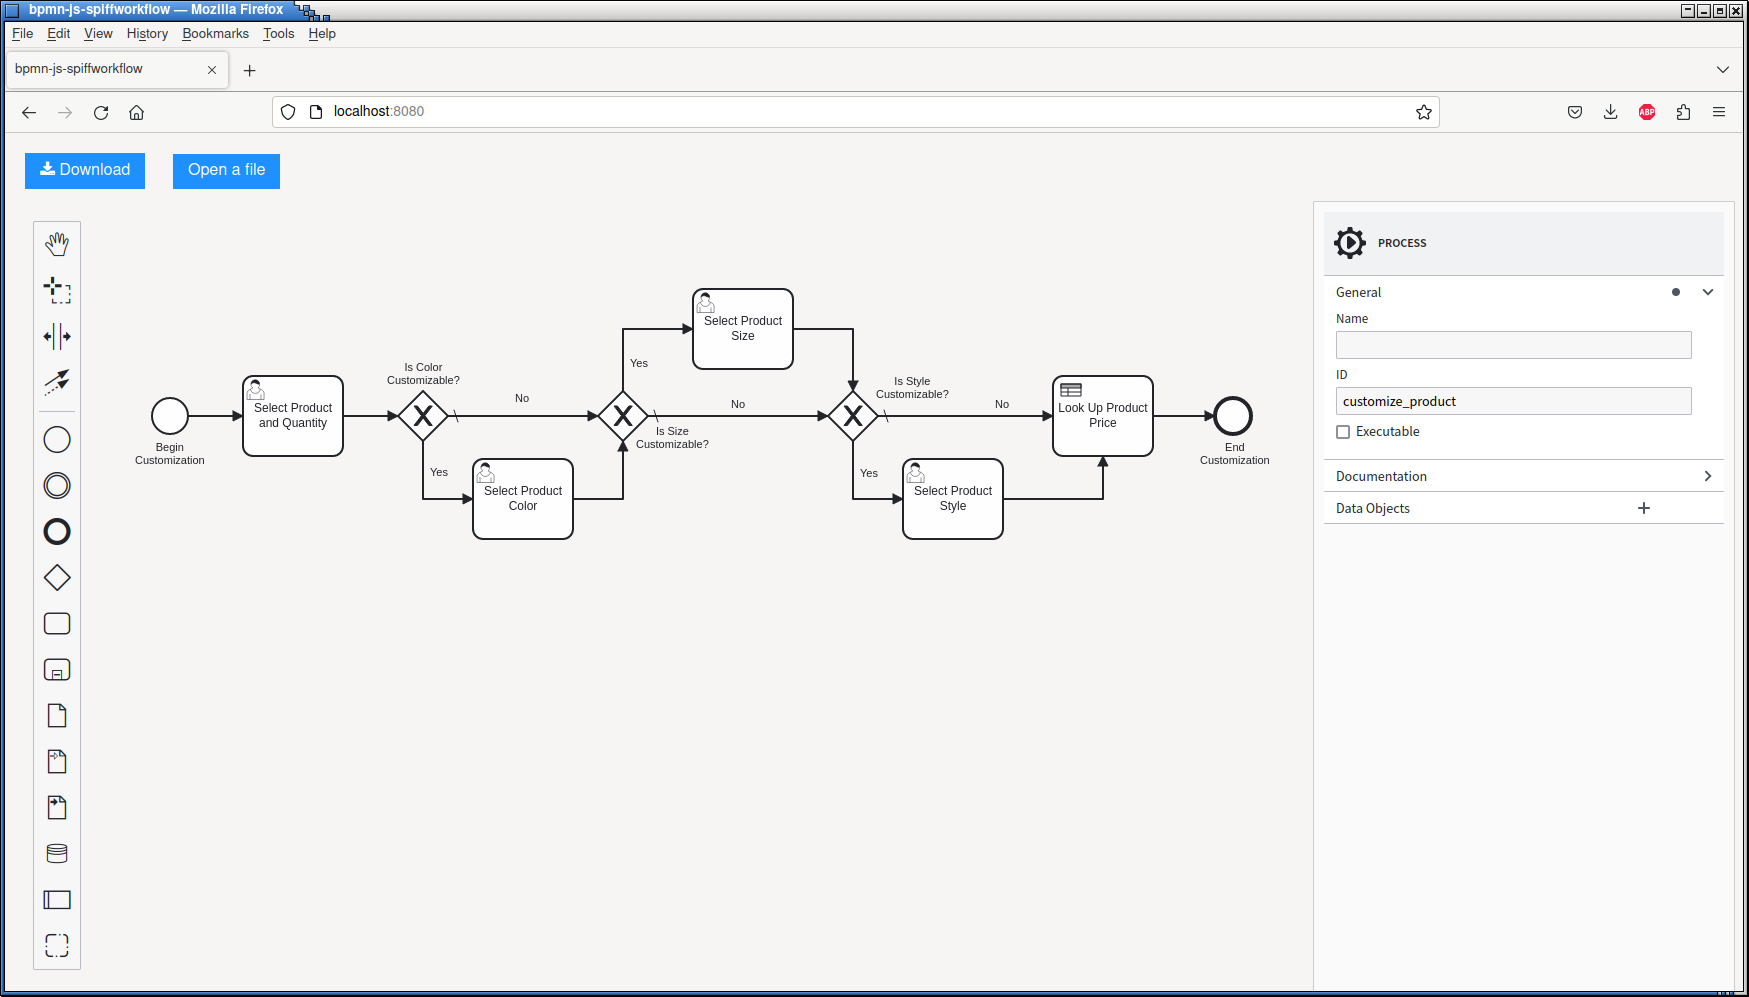 bpmn-js-spiffworkflow — Mozilla Firefox
File Edit View History Bookmarks Tools Help
bpmn-js-spiffworkflow
localhost:8080
ABP
Download
Open a file
Begin
Customization
Select Product
and Quantity
Is Color
Customizable?
No
Yes
Select Product
Color
Yes
Select Product
Size
No
Is Size
Customizable?
Is Style
Customizable?
No
Yes
Select Product
Style
Look Up Product
Price
End
Customization
PROCESS
General
Name
ID
customize_product
Executable
Documentation
Data Objects